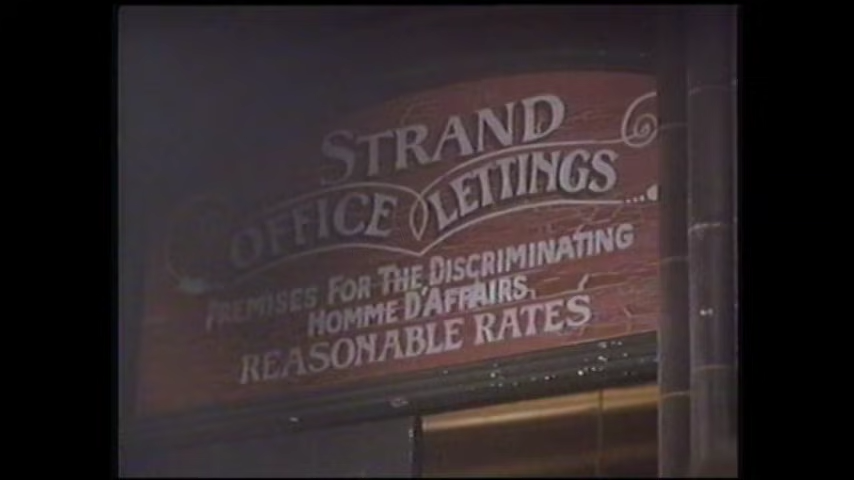 STRAND
OFFICE LETTINGS
PREMISES FOR THE DISCRIMINATING
HOMME D'AFFAIRS.
REASONABLE RATES